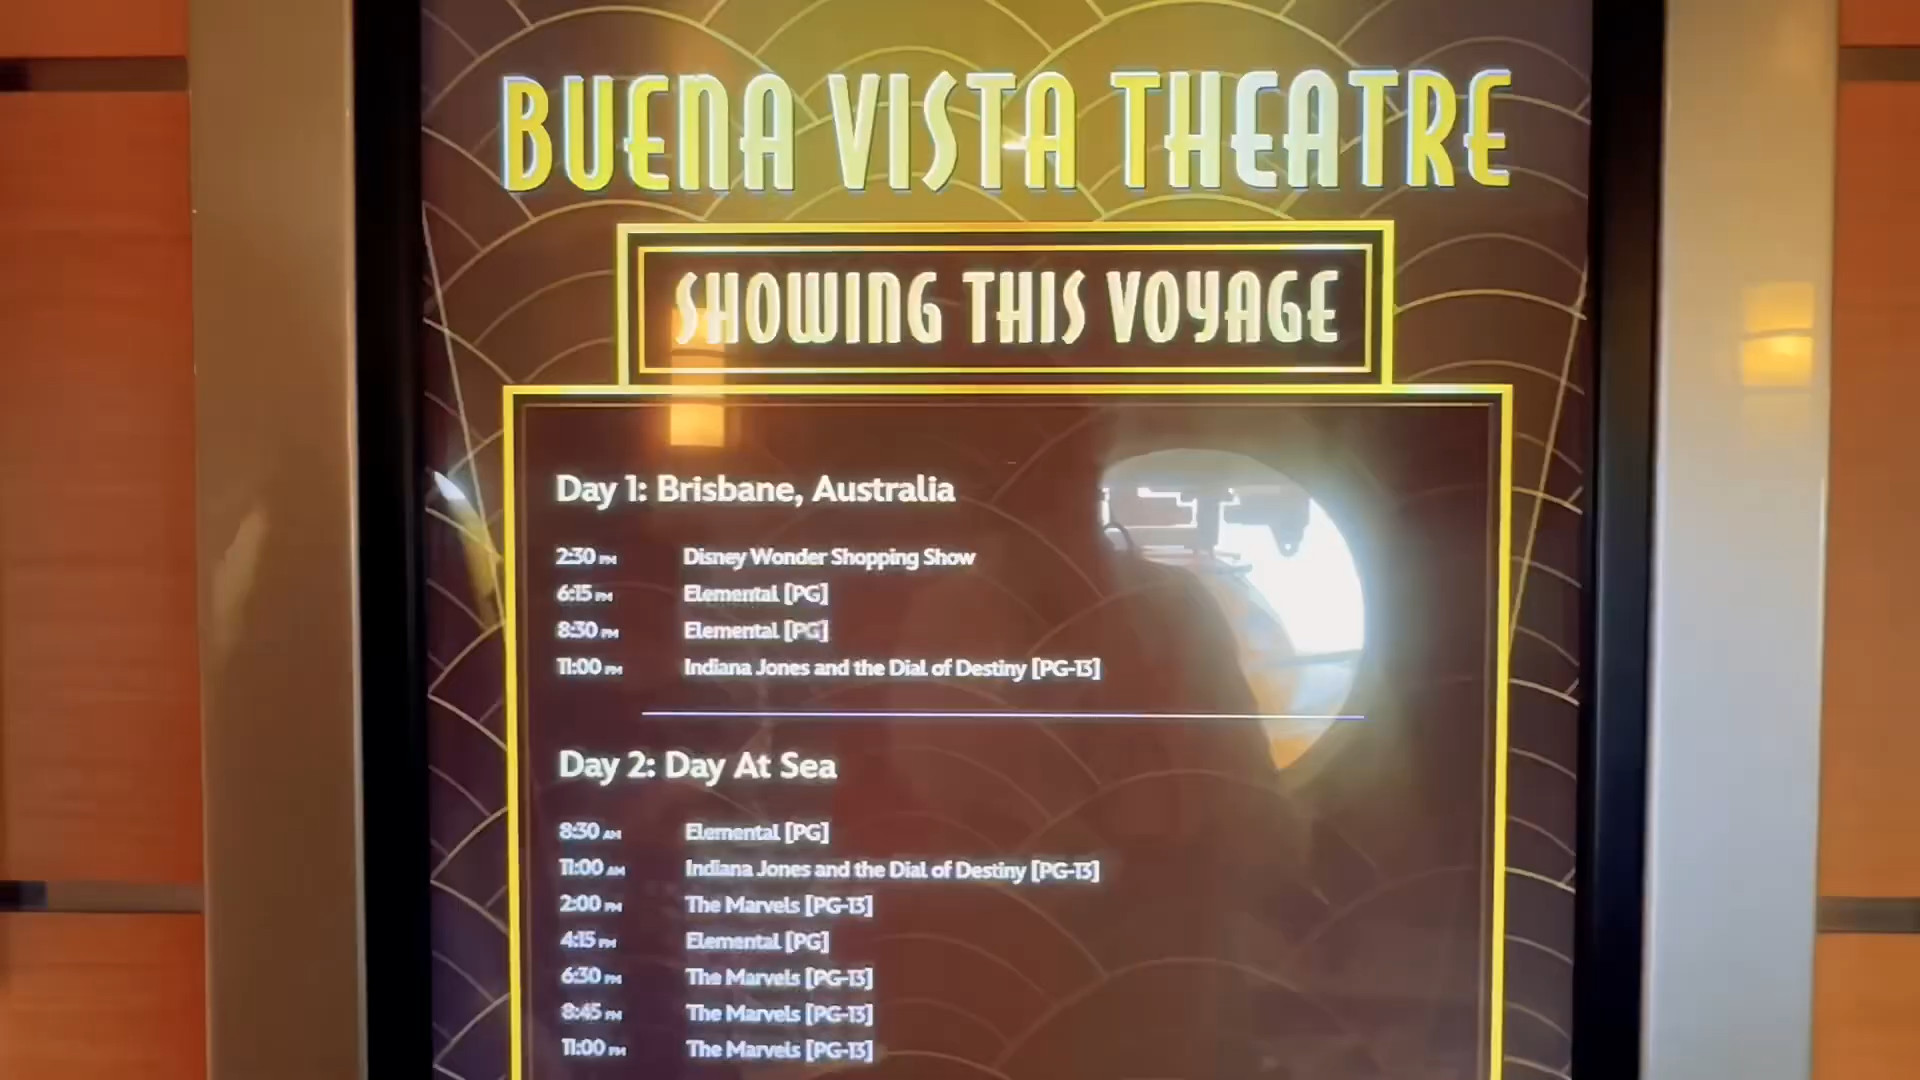 BUENA VISTA THEATRE
SHOWING THIS VOYAGE
Day 1: Brisbane, Australia
2:30 PM Disney Wonder Shopping Show
6:15 PM Elemental [PG]
8:30 PM Elemental [PG]
11:00 PM Indiana Jones and the Dial of Destiny [PG-13]
Day 2: Day At Sea
8:30 AM Elemental [PG]
11:00 AM Indiana Jones and the Dial of Destiny [PG-13]
2:00 PM The Marvels [PG-13]
4:15 PM Elemental [PG]
6:30 PM The Marvels [PG-13]
8:45 PM The Marvels [PG-13]
11:00 PM The Marvels [PG-13]